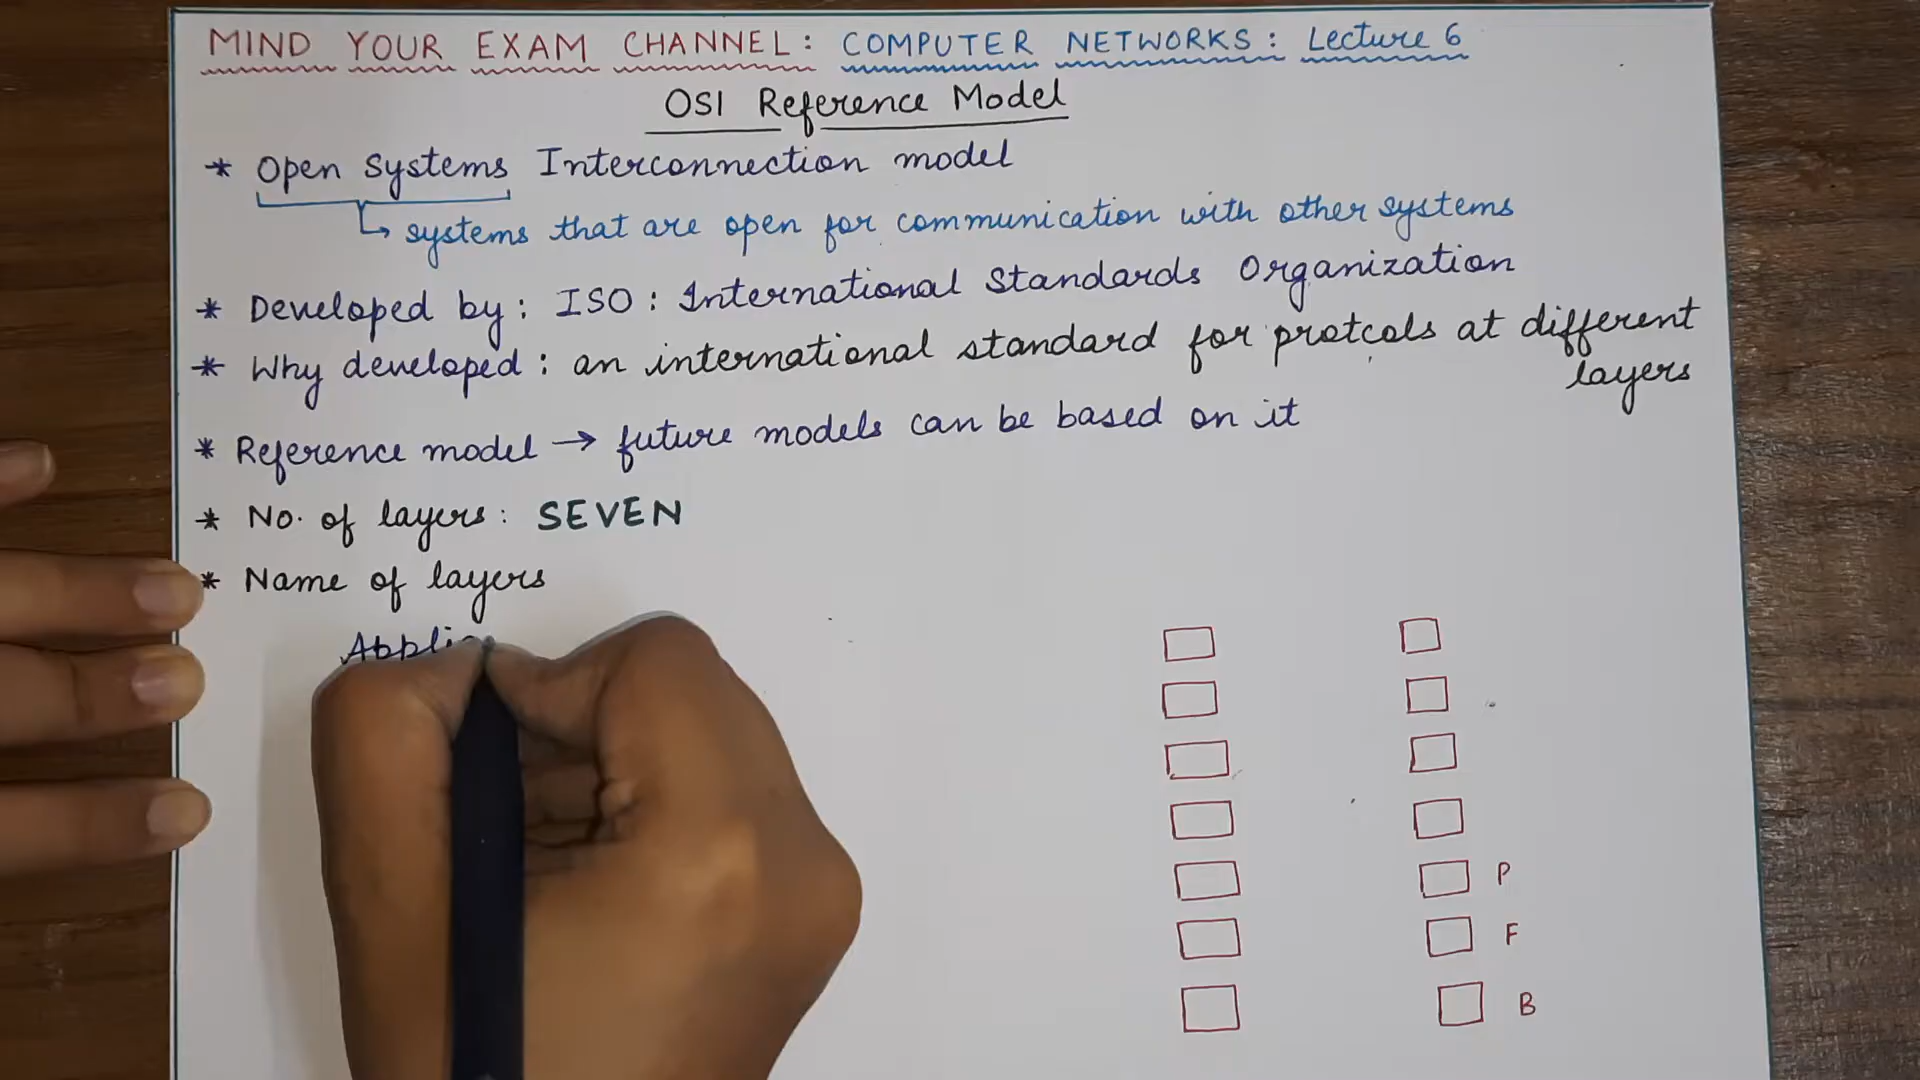 MIND YOUR EXAM CHANNEL: COMPUTER NETWORKS: Lecture 6
OSI Reference Model
* Open Systems Interconnection model
↳ systems that are open for communication with other systems
* Developed by: ISO: International Standards Organization
* Why developed: an international standard for protcols at different
layers
* Reference model → future models can be based on it
* No. of layers: SEVEN
* Name of layers
Applic
P
F
B